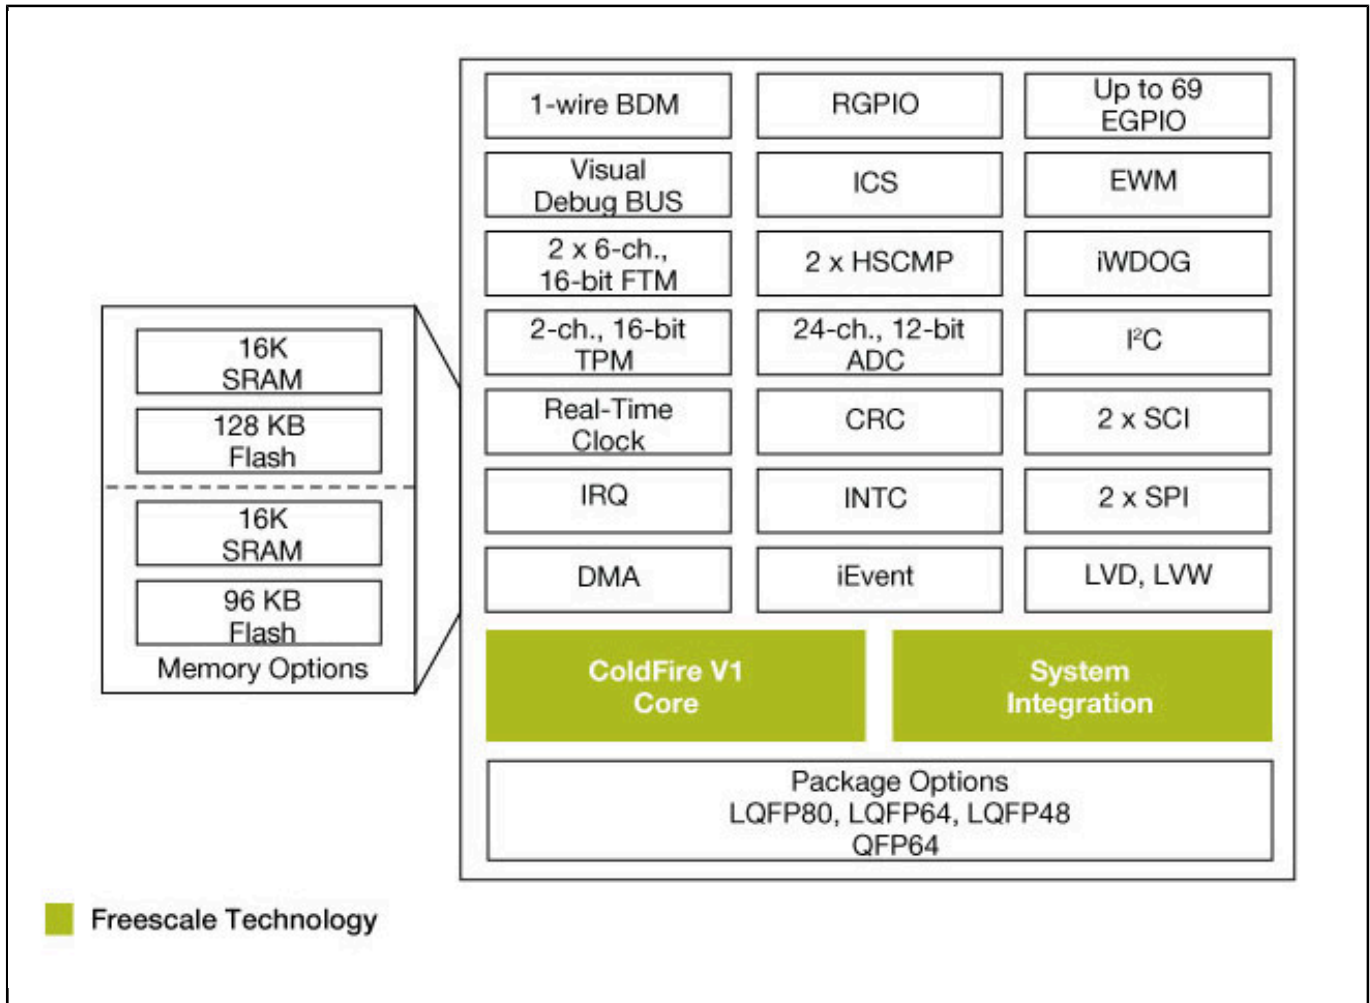 1-wire BDM
RGPIO
Up to 69
EGPIO
Visual
Debug BUS
ICS
EWM
2 x 6-ch.,
16-bit FTM
2 x HSCMP
iWDOG
2-ch., 16-bit
TPM
24-ch., 12-bit
ADC
I²C
Real-Time
Clock
CRC
2 x SCI
IRQ
INTC
2 x SPI
DMA
iEvent
LVD, LVW
16K
SRAM
128 KB
Flash
16K
SRAM
96 KB
Flash
Memory Options
ColdFire V1
Core
System
Integration
Package Options
LQFP80, LQFP64, LQFP48
QFP64
Freescale Technology